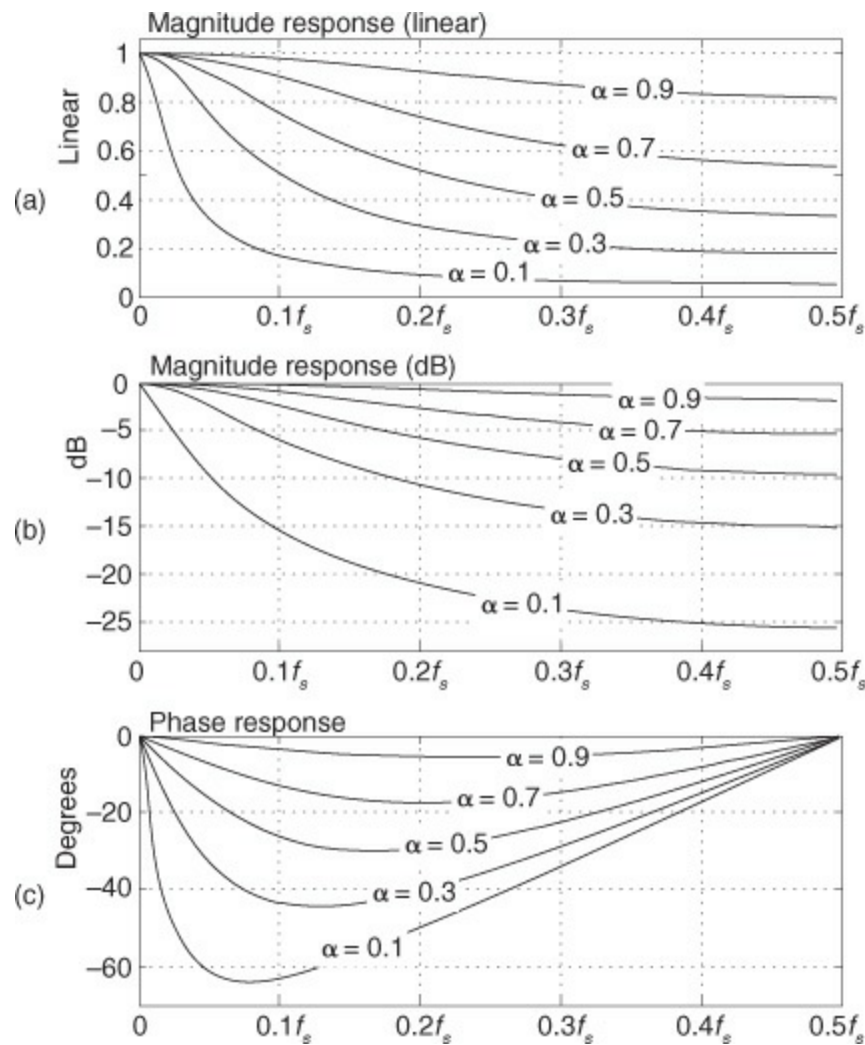 Magnitude response (linear)
1
0.8
0.6
0.4
0.2
0
Linear
(a)
α = 0.9
α = 0.7
α = 0.5
α = 0.3
α = 0.1
0 0.1fs 0.2fs 0.3fs 0.4fs 0.5fs
Magnitude response (dB)
0
−5
−10
−15
−20
−25
dB
(b)
α = 0.9
α = 0.7
α = 0.5
α = 0.3
α = 0.1
0 0.1fs 0.2fs 0.3fs 0.4fs 0.5fs
Phase response
0
−20
−40
−60
Degrees
(c)
α = 0.9
α = 0.7
α = 0.5
α = 0.3
α = 0.1
0 0.1fs 0.2fs 0.3fs 0.4fs 0.5fs